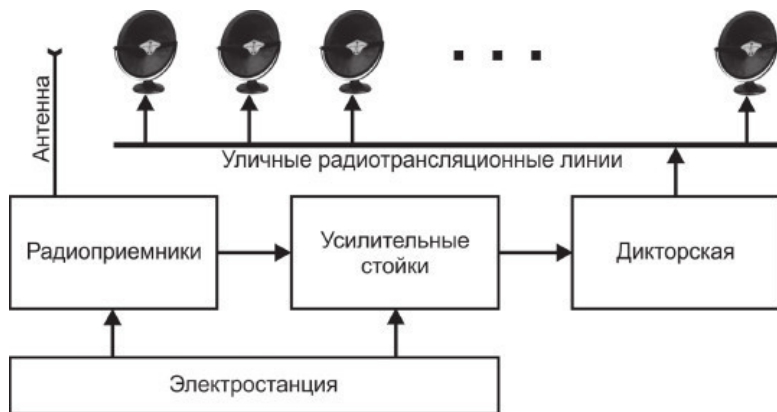 Антенна
Уличные радиотрансляционные линии
Радиоприемники
Усилительные
стойки
Дикторская
Электростанция